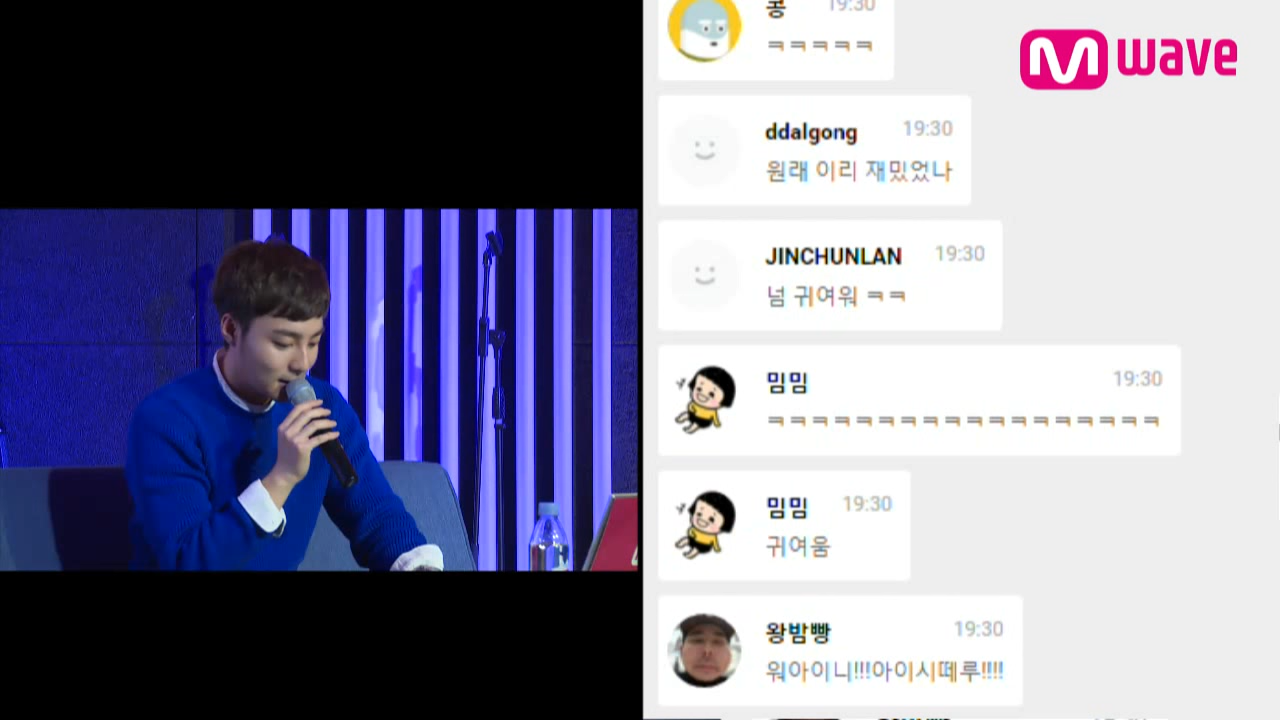 콩 19:30
ㅋㅋㅋㅋㅋ
M wave
ddalgong 19:30
원래 이리 재밌었나
JINCHUNLAN 19:30
넘 귀여워 ㅋㅋ
밈밈 19:30
ㅋㅋㅋㅋㅋㅋㅋㅋㅋㅋㅋㅋㅋㅋㅋㅋㅋㅋ
밈밈 19:30
귀여움
왕밤빵 19:30
워아이니!!!아이시떼루!!!!